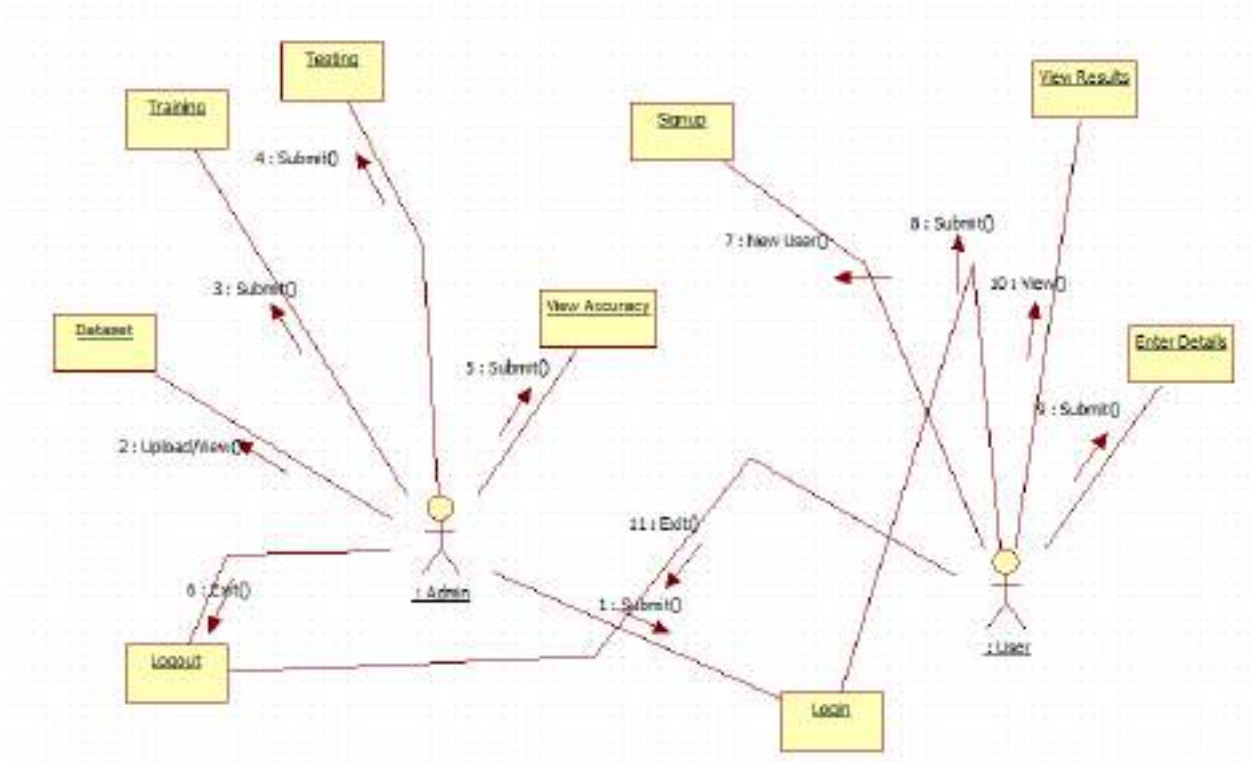 Testing
View Results
Training
Signup
4 : Submit()
8 : Submit()
7 : New User()
10 : View()
3 : Submit()
View Accuracy
Dataset
Enter Details
5 : Submit()
9 : Submit()
2 : Upload/View()
11 : Exit()
6 : Exit()
: Admin
1 : Submit()
: User
Logout
Login